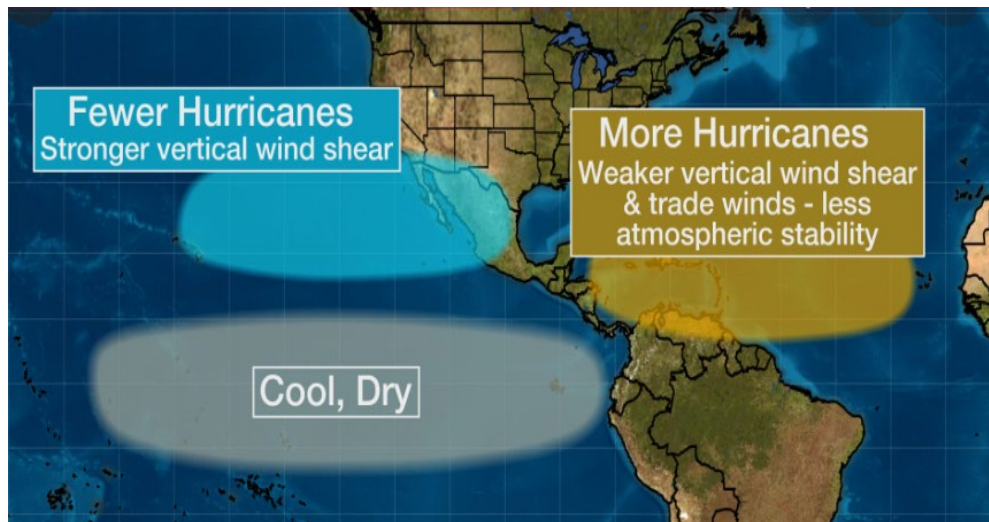 Fewer Hurricanes
Stronger vertical wind shear
More Hurricanes
Weaker vertical wind shear
& trade winds - less
atmospheric stability
Cool, Dry